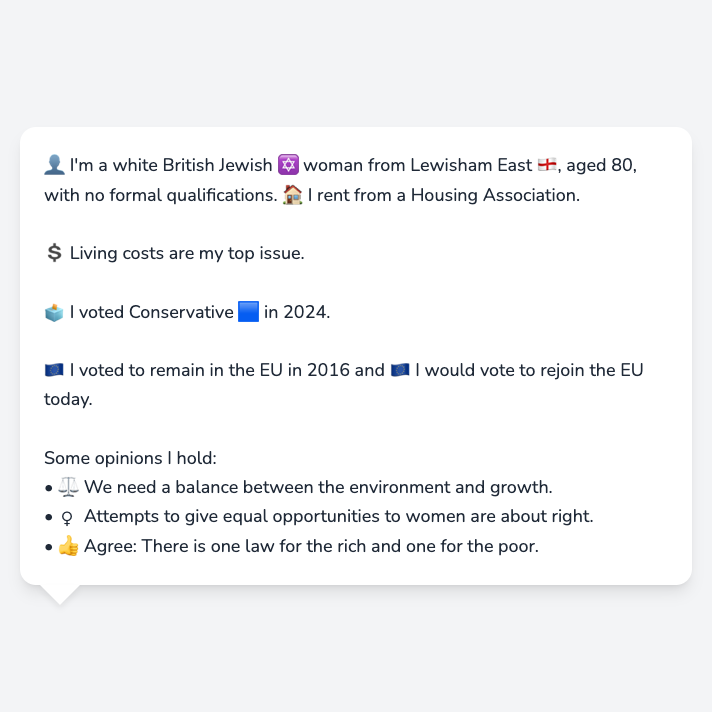 👤 I'm a white British Jewish ✡️ woman from Lewisham East 🏴󠁧󠁢󠁥󠁮󠁧󠁿, aged 80,
with no formal qualifications. 🏠 I rent from a Housing Association.
💲 Living costs are my top issue.
🗳️ I voted Conservative 🟦 in 2024.
🇪🇺 I voted to remain in the EU in 2016 and 🇪🇺 I would vote to rejoin the EU
today.
Some opinions I hold:
• ⚖️ We need a balance between the environment and growth.
• ♀ Attempts to give equal opportunities to women are about right.
• 👍 Agree: There is one law for the rich and one for the poor.